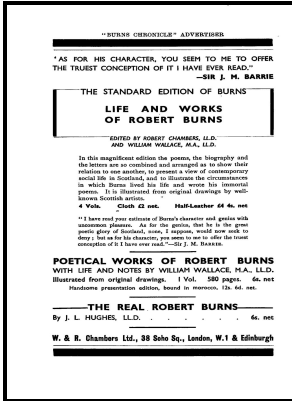 "BURNS CHRONICLE" ADVERTISER
"AS FOR HIS CHARACTER, YOU SEEM TO ME TO OFFER
THE TRUEST CONCEPTION OF IT I HAVE EVER READ."
—SIR J. M. BARRIE
THE STANDARD EDITION OF BURNS
LIFE AND WORKS
OF ROBERT BURNS
EDITED BY ROBERT CHAMBERS, LL.D.
AND WILLIAM WALLACE, M.A., LL.D.
In this magnificent edition the poems, the biography and
the letters are so combined and arranged as to show their
relation to one another, to present a view of contemporary
social life in Scotland, and to illustrate the circumstances
in which Burns lived his life and wrote his immortal
poems. It is illustrated from original drawings by well-
known Scottish artists.
4 Vols. Cloth £2 net. Half-Leather £4 4s. net
"I have read your estimate of Burns's character and genius with
uncommon pleasure. As for the genius, that he is the great
poetic glory of Scotland, none, I suppose, would now seek to
deny; but as for his character, you seem to me to offer the truest
conception of it I have ever read."—Sir J. M. BARRIE.
POETICAL WORKS OF ROBERT BURNS
WITH LIFE AND NOTES BY WILLIAM WALLACE, M.A., LL.D.
Illustrated from original drawings. 1 Vol. 580 pages. 6s. net
Handsome presentation edition, bound in morocco, 12s. 6d. net.
THE REAL ROBERT BURNS
By J. L. HUGHES, LL.D. . . . . . 6s. net
W. & R. Chambers Ltd., 38 Soho Sq., London, W.1 & Edinburgh